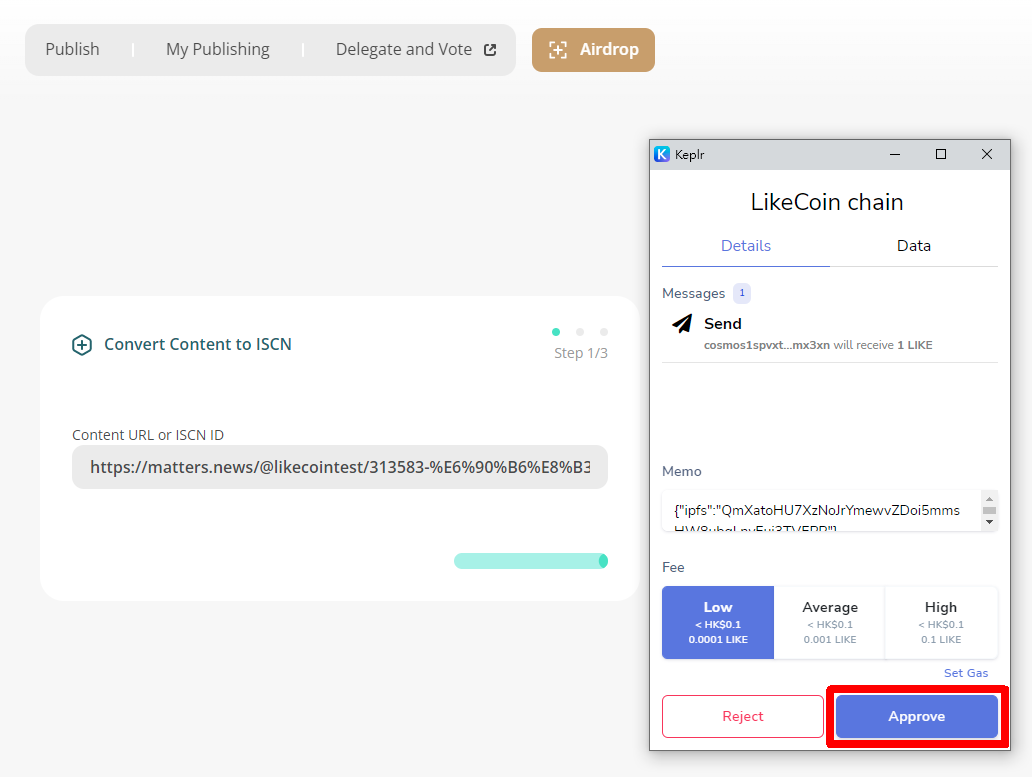 Publish
My Publishing
Delegate and Vote
Airdrop
Convert Content to ISCN
Step 1/3
Content URL or ISCN ID
https://matters.news/@likecointest/313583-%E6%90%B6%E8%B3
Keplr
LikeCoin chain
Details
Data
Messages 1
Send
cosmos1spvxt...mx3xn will receive 1 LIKE
Memo
{"ipfs":"QmXatoHU7XzNoJrYmewvZDoi5mms
Fee
Low
< HK$0.1
0.0001 LIKE
Average
< HK$0.1
0.001 LIKE
High
< HK$0.1
0.1 LIKE
Set Gas
Reject
Approve